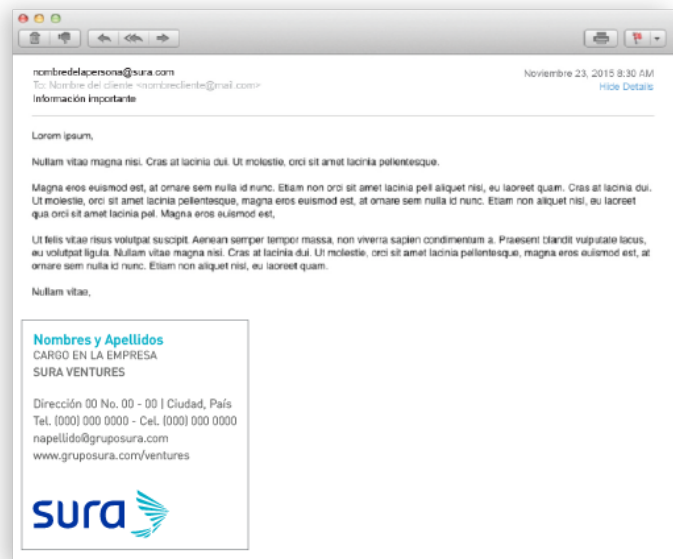 nombredelapersona@sura.com
Noviembre 23, 2015 8:30 AM
To: Nombre del cliente <nombrecliente@mail.com>
Hide Details
Información importante
Lorem ipsum,
Nullam vitae magna nisi. Cras at lacinia dui. Ut molestie, orci sit amet lacinia pellentesque.
Magna eros euismod est, at ornare sem nulla id nunc. Etiam non orci sit amet lacinia pell aliquet nisl, eu laoreet quam. Cras at lacinia dui.
Ut molestie, orci sit amet lacinia pellentesque, magna eros euismod est, at ornare sem nulla id nunc. Etiam non aliquet nisl, eu laoreet
qua orci sit amet lacinia pel. Magna eros euismod est,
Ut felis vitae risus volutpat suscipit. Aenean semper tempor massa, non viverra sapien condimentum a. Praesent blandit vulputate lacus,
eu volutpat ligula. Nullam vitae magna nisi. Cras at lacinia dui. Ut molestie, orci sit amet lacinia pellentesque, magna eros euismod est, at
ornare sem nulla id nunc. Etiam non aliquet nisl, eu laoreet quam.
Nullam vitae,
Nombres y Apellidos
CARGO EN LA EMPRESA
SURA VENTURES
Dirección 00 No. 00 - 00 | Ciudad, País
Tel. (000) 000 0000 - Cel. (000) 000 0000
napellido@gruposura.com
www.gruposura.com/ventures
sura